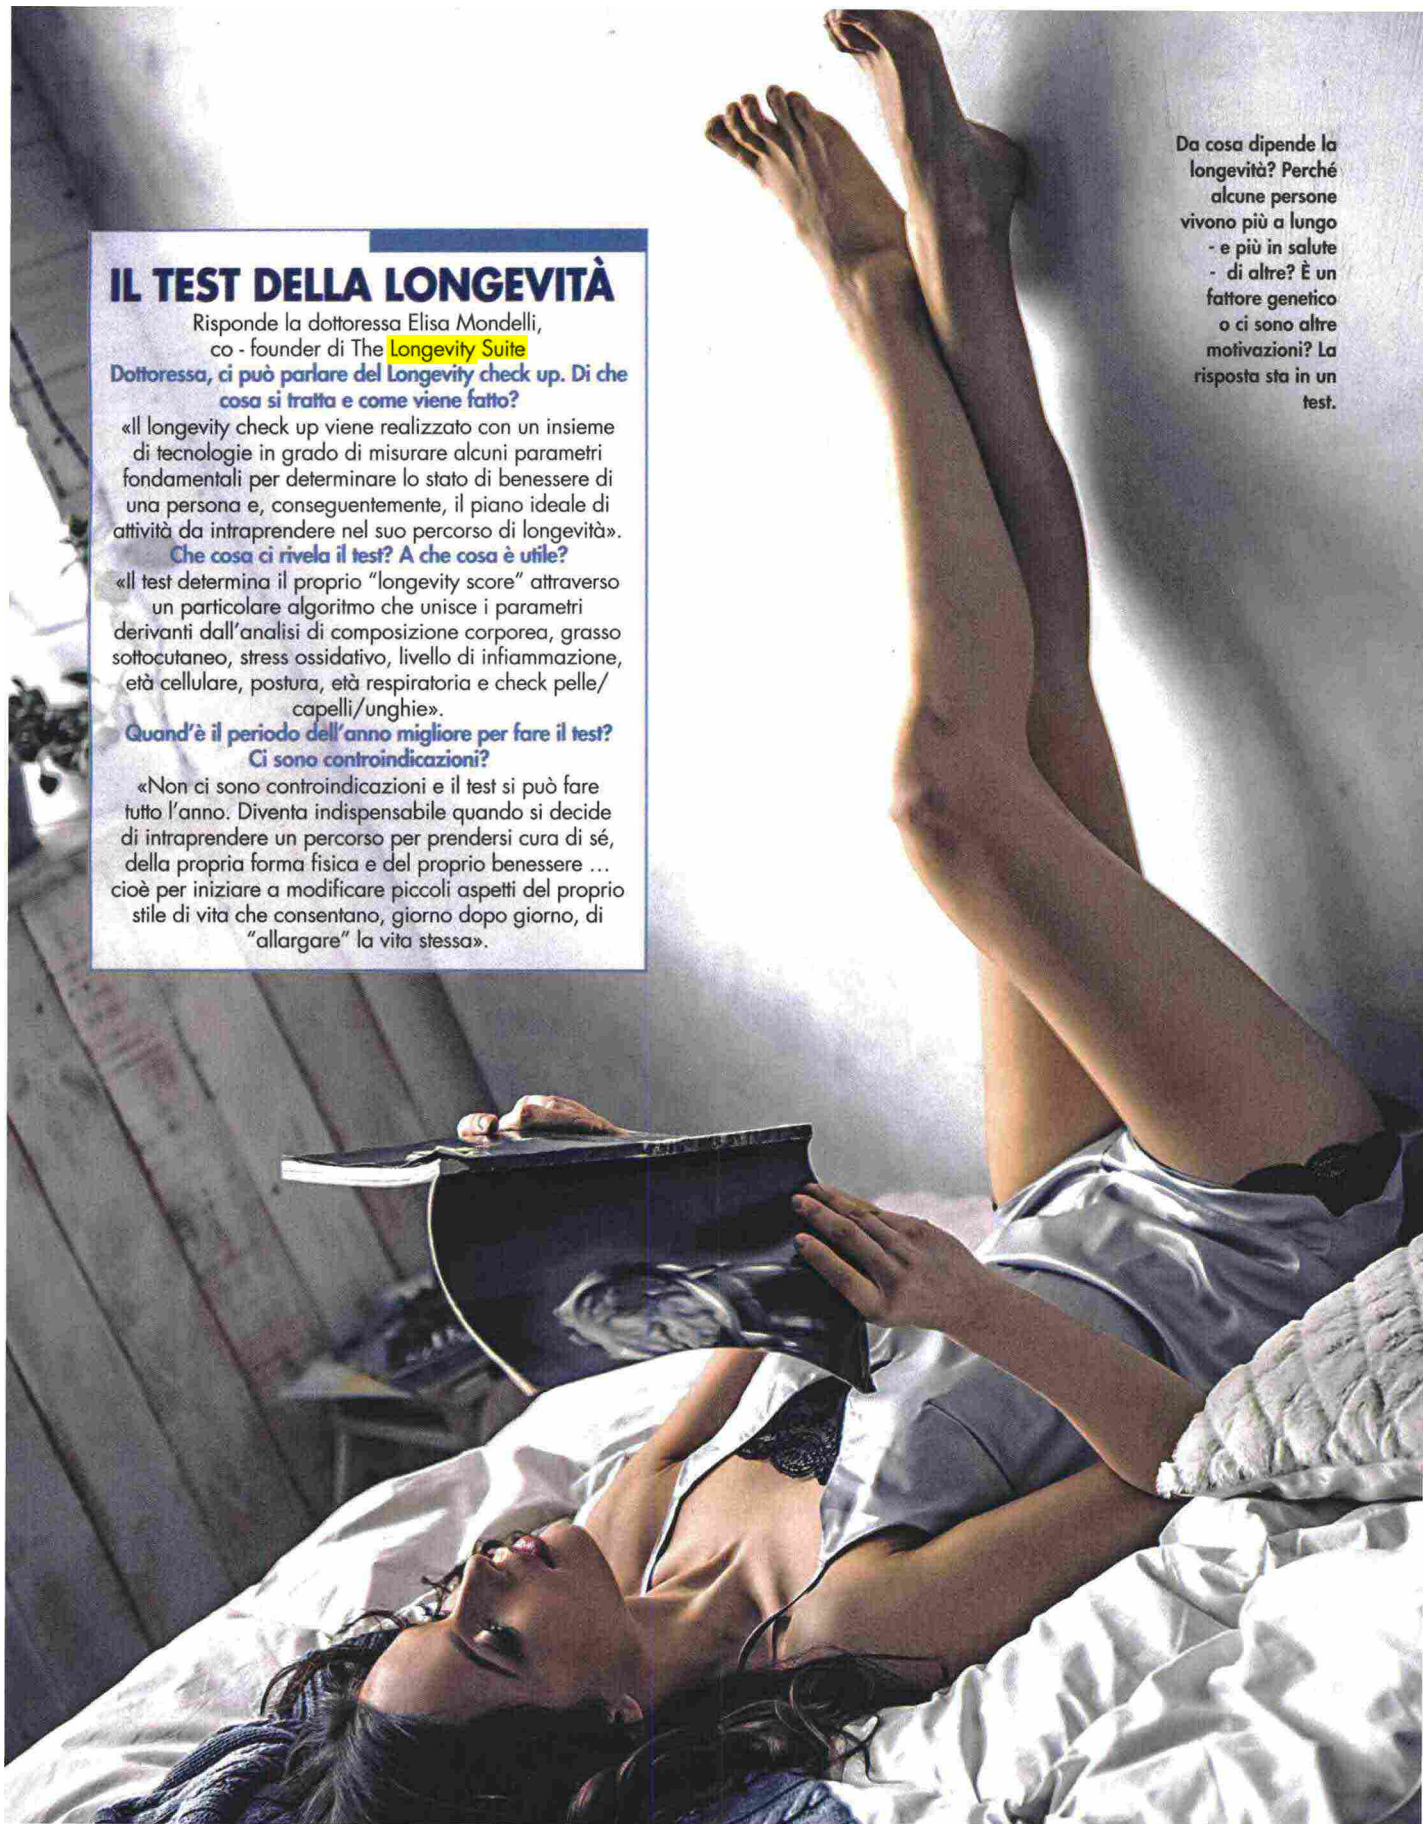 IL TEST DELLA LONGEVITÀ
Risponde la dottoressa Elisa Mondelli,
co - founder di The Longevity Suite
Dottoressa, ci può parlare del Longevity check up. Di che
cosa si tratta e come viene fatto?
«Il longevity check up viene realizzato con un insieme
di tecnologie in grado di misurare alcuni parametri
fondamentali per determinare lo stato di benessere di
una persona e, conseguentemente, il piano ideale di
attività da intraprendere nel suo percorso di longevità».
Che cosa ci rivela il test? A che cosa è utile?
«Il test determina il proprio “longevity score” attraverso
un particolare algoritmo che unisce i parametri
derivanti dall’analisi di composizione corporea, grasso
sottocutaneo, stress ossidativo, livello di infiammazione,
età cellulare, postura, età respiratoria e check pelle/
capelli/unghie».
Quand’è il periodo dell’anno migliore per fare il test?
Ci sono controindicazioni?
«Non ci sono controindicazioni e il test si può fare
tutto l’anno. Diventa indispensabile quando si decide
di intraprendere un percorso per prendersi cura di sé,
della propria forma fisica e del proprio benessere ...
cioè per iniziare a modificare piccoli aspetti del proprio
stile di vita che consentano, giorno dopo giorno, di
“allargare” la vita stessa».
Da cosa dipende la
longevità? Perché
alcune persone
vivono più a lungo
- e più in salute
- di altre? È un
fattore genetico
o ci sono altre
motivazioni? La
risposta sta in un
test.